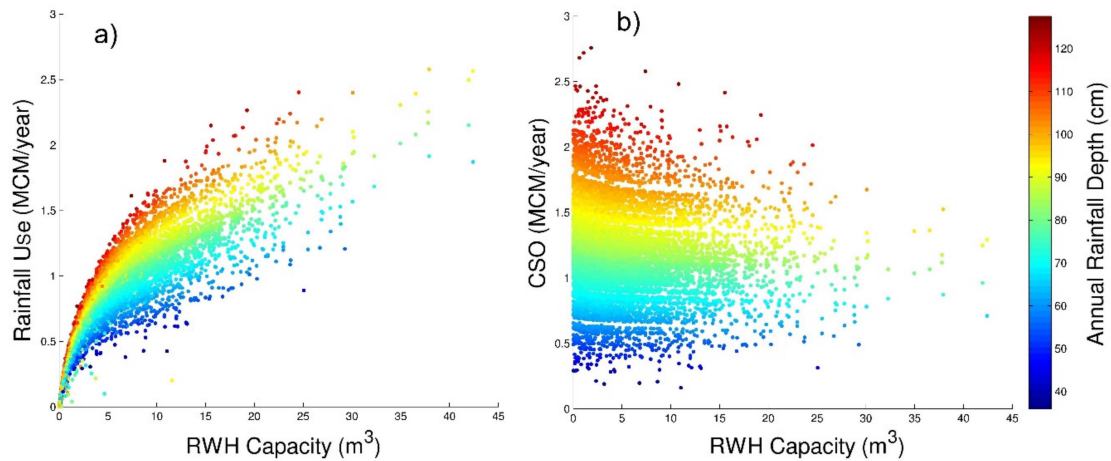 a)
Rainfall Use (MCM/year)
3
2.5
2
1.5
1
0.5
0
0 5 10 15 20 25 30 35 40 45
RWH Capacity (m³)
b)
CSO (MCM/year)
3
2.5
2
1.5
1
0.5
0
0 5 10 15 20 25 30 35 40 45
RWH Capacity (m³)
120
110
100
90
80
70
60
50
40
Annual Rainfall Depth (cm)